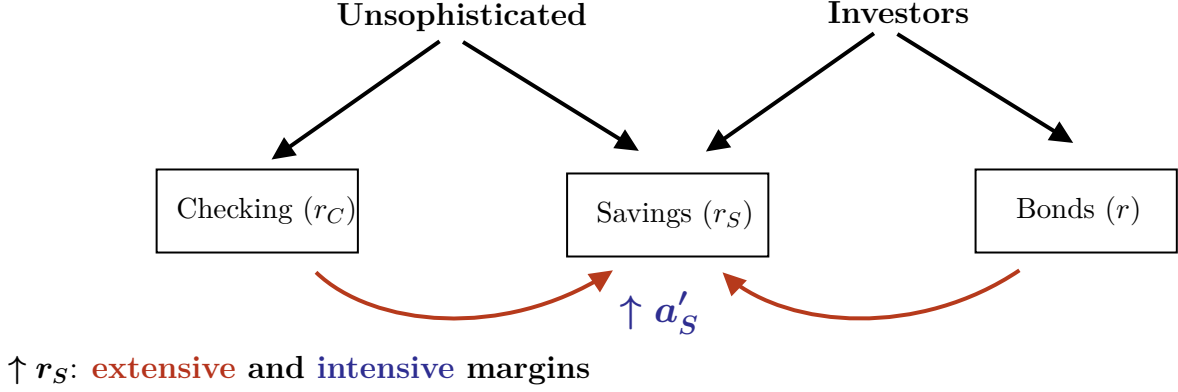 Unsophisticated Investors
Checking (r_C) Savings (r_S) Bonds (r)
↑ a'_S
↑ r_S: extensive and intensive margins